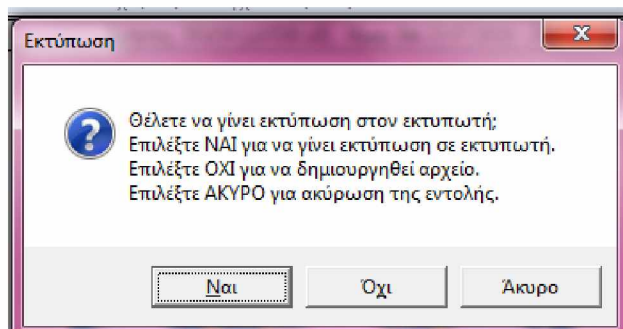 Εκτύπωση
Θέλετε να γίνει εκτύπωση στον εκτυπωτή;
Επιλέξτε ΝΑΙ για να γίνει εκτύπωση σε εκτυπωτή.
Επιλέξτε ΟΧΙ για να δημιουργηθεί αρχείο.
Επιλέξτε ΑΚΥΡΟ για ακύρωση της εντολής.
Ναι
Όχι
Άκυρο